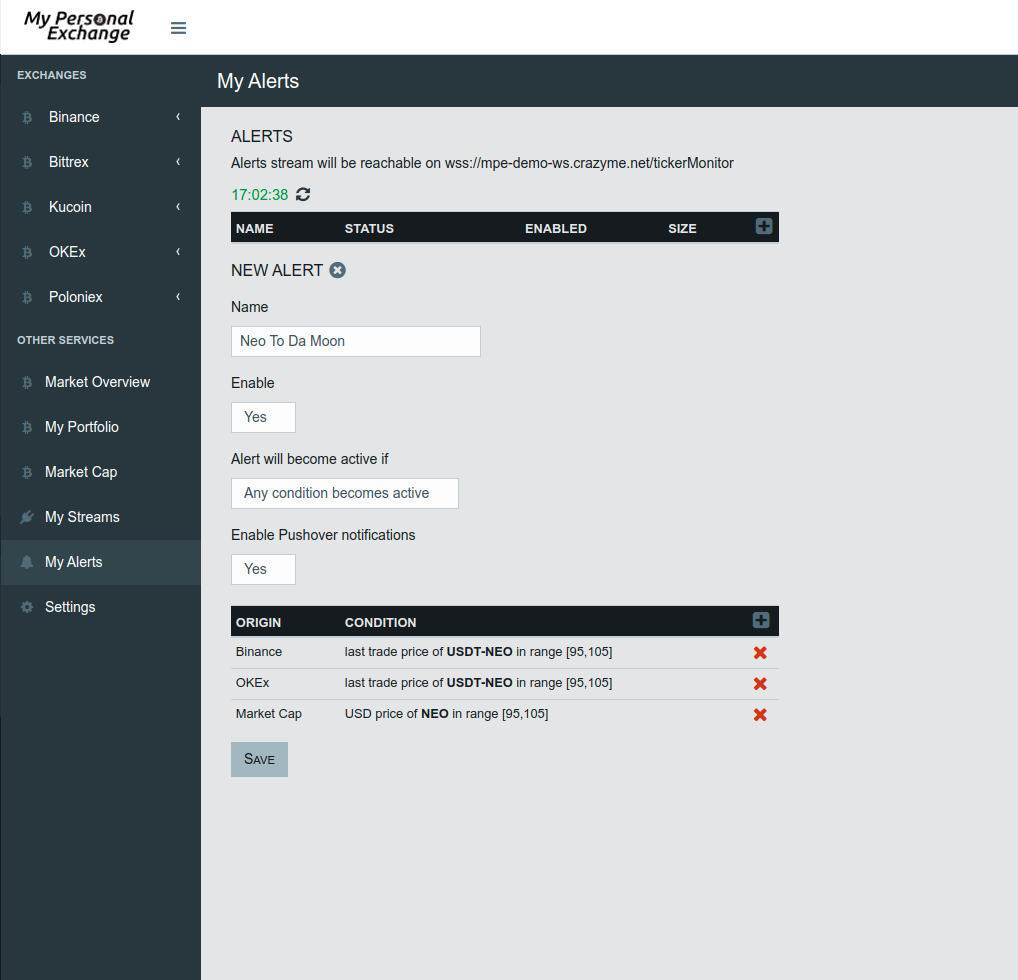 My Personal
Exchange
EXCHANGES
Binance
Bittrex
Kucoin
OKEx
Poloniex
OTHER SERVICES
Market Overview
My Portfolio
Market Cap
My Streams
My Alerts
Settings
My Alerts
ALERTS
Alerts stream will be reachable on wss://mpe-demo-ws.crazyme.net/tickerMonitor
17:02:38
NAME STATUS ENABLED SIZE
NEW ALERT
Name
Neo To Da Moon
Enable
Yes
Alert will become active if
Any condition becomes active
Enable Pushover notifications
Yes
ORIGIN CONDITION
Binance last trade price of USDT-NEO in range [95,105]
OKEx last trade price of USDT-NEO in range [95,105]
Market Cap USD price of NEO in range [95,105]
SAVE